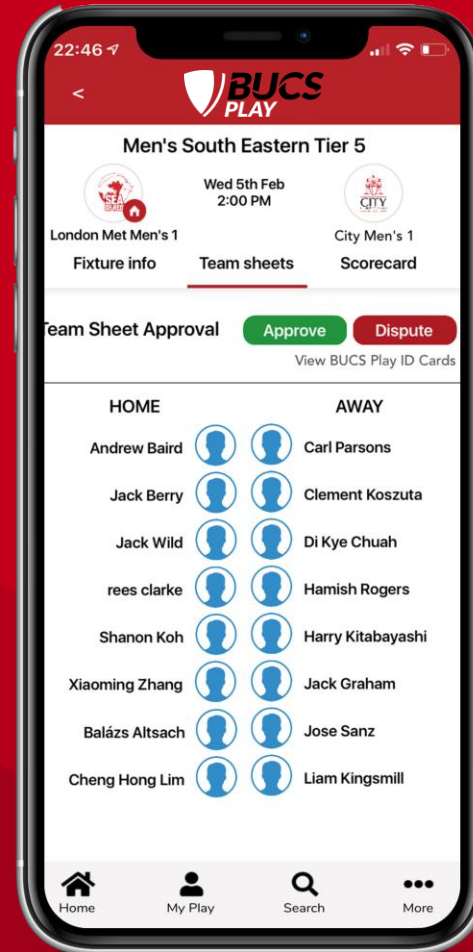 22:46
<
BUCS
PLAY
Men's South Eastern Tier 5
Wed 5th Feb
2:00 PM
SEA
CITY
London Met Men's 1
City Men's 1
Fixture info Team sheets Scorecard
Team Sheet Approval Approve Dispute
View BUCS Play ID Cards
HOME AWAY
Andrew Baird Carl Parsons
Jack Berry Clement Koszuta
Jack Wild Di Kye Chuah
rees clarke Hamish Rogers
Shanon Koh Harry Kitabayashi
Xiaoming Zhang Jack Graham
Balázs Altsach Jose Sanz
Cheng Hong Lim Liam Kingsmill
Home My Play Search More